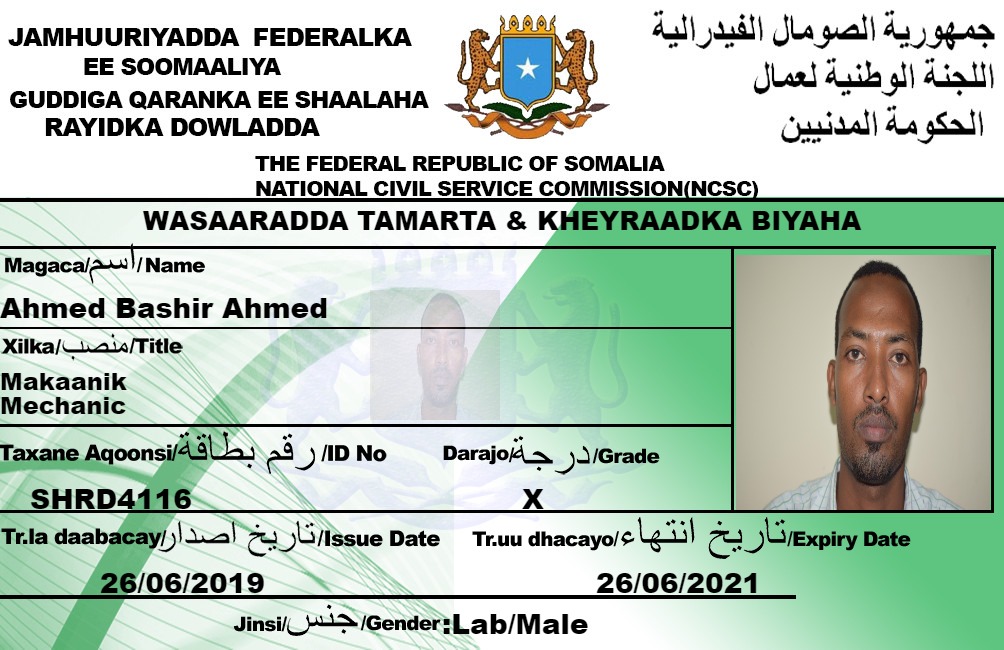 JAMHUURIYADDA FEDERALKA
EE SOOMAALIYA
GUDDIGA QARANKA EE SHAALAHA
RAYIDKA DOWLADDA
جمهورية الصومال الفيدرالية
اللجنة الوطنية لعمال
الحكومة المدنيين
THE FEDERAL REPUBLIC OF SOMALIA
NATIONAL CIVIL SERVICE COMMISSION(NCSC)
WASAARADDA TAMARTA & KHEYRAADKA BIYAHA
Magaca/اسم/Name
Ahmed Bashir Ahmed
Xilka/منصب/Title
Makaanik
Mechanic
Taxane Aqoonsi/رقم بطاقة/ID No
SHRD4116
Darajo/درجة/Grade
X
Tr.la daabacay/تاريخ اصدار/Issue Date
26/06/2019
Tr.uu dhacayo/تاريخ انتهاء/Expiry Date
26/06/2021
Jinsi/جنس/Gender:Lab/Male